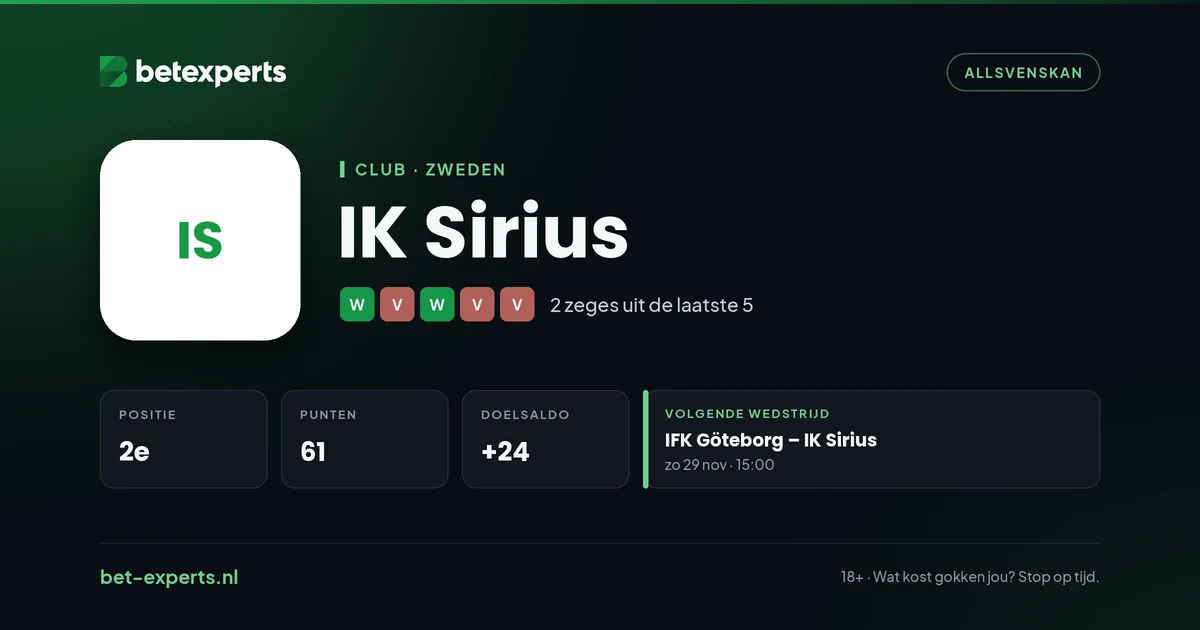 betexperts
ALLSVENSKAN
IS
CLUB · ZWEDEN
IK Sirius
W V W V V 2 zeges uit de laatste 5
POSITIE
2e
PUNTEN
61
DOELSALDO
+24
VOLGENDE WEDSTRIJD
IFK Göteborg – IK Sirius
zo 29 nov · 15:00
bet-experts.nl
18+ · Wat kost gokken jou? Stop op tijd.